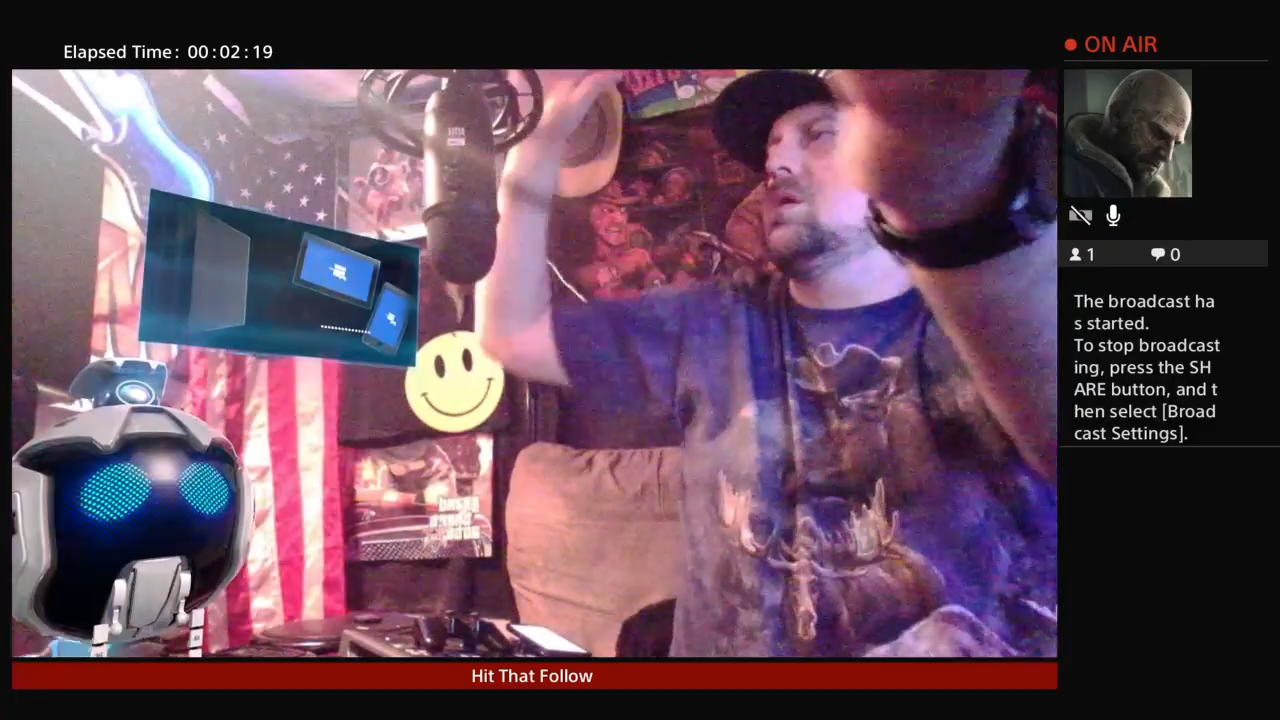 Elapsed Time: 00:02:19
ON AIR
1 0
The broadcast ha
s started.
To stop broadcast
ing, press the SH
ARE button, and t
hen select [Broad
cast Settings].
Hit That Follow